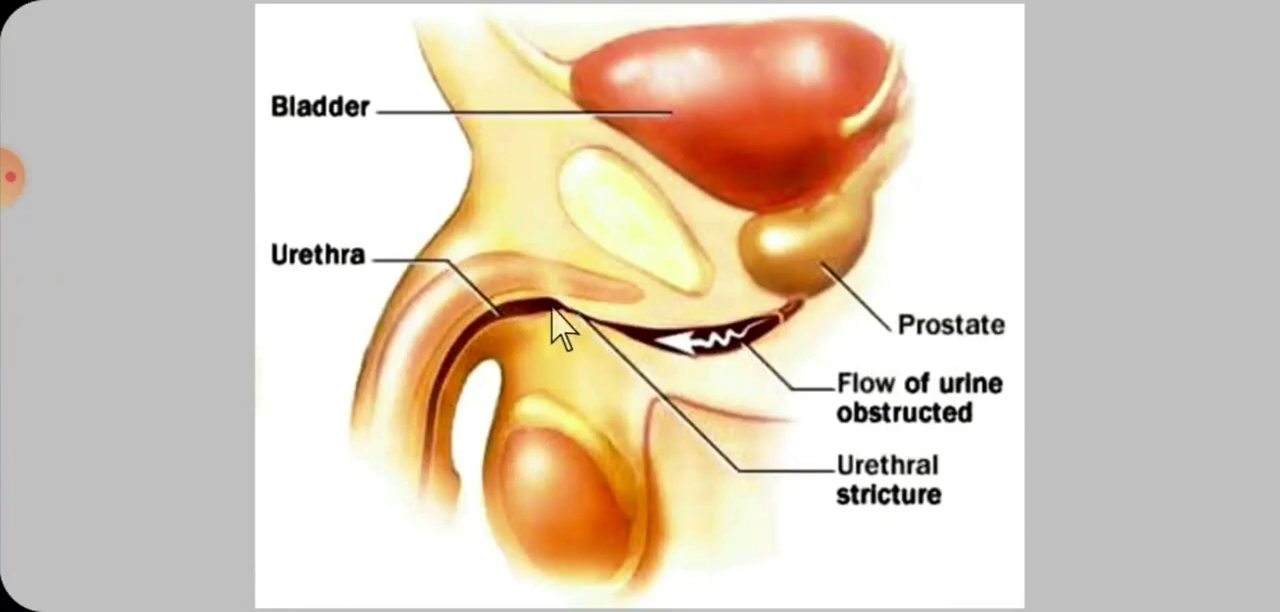 Bladder
Urethra
Prostate
Flow of urine
obstructed
Urethral
stricture